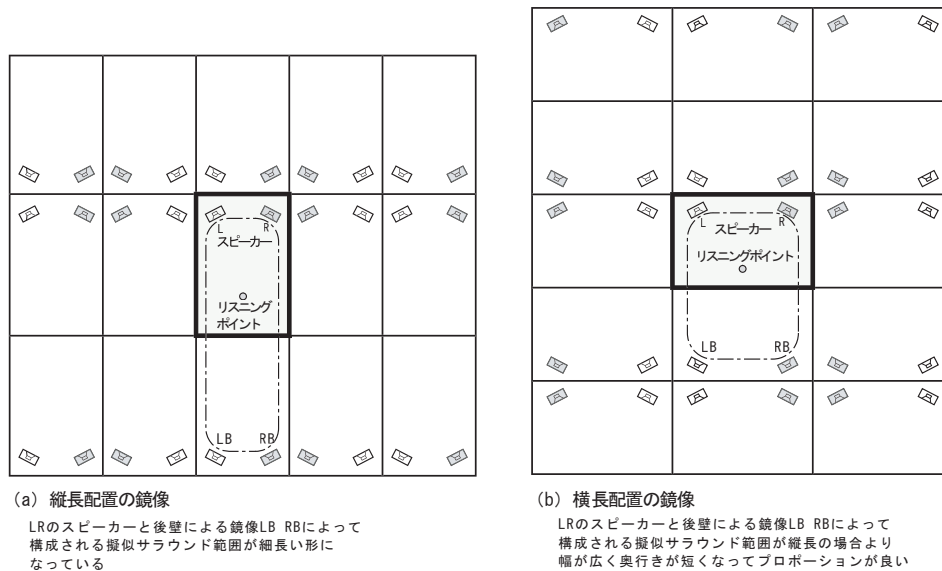 L
R
スピーカー
リスニング
ポイント
LB
RB
L
R
スピーカー
リスニングポイント
LB
RB
(a) 縦長配置の鏡像
LRのスピーカーと後壁による鏡像LB RBによって
構成される擬似サラウンド範囲が細長い形に
なっている
(b) 横長配置の鏡像
LRのスピーカーと後壁による鏡像LB RBによって
構成される擬似サラウンド範囲が縦長の場合より
幅が広く奥行きが短くなってプロポーションが良い